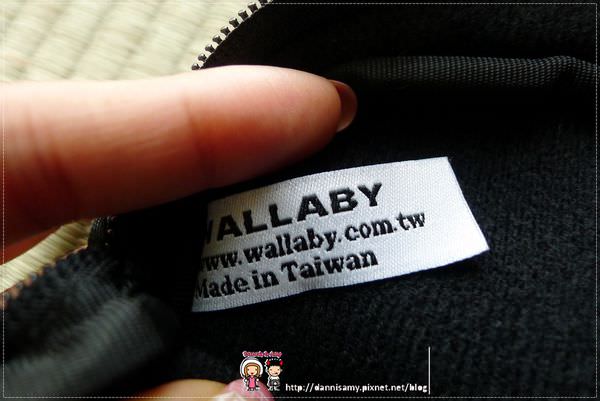 WALLABY
www.wallaby.com.tw
Made in Taiwan
http://dannisamy.pixnet.net/blog